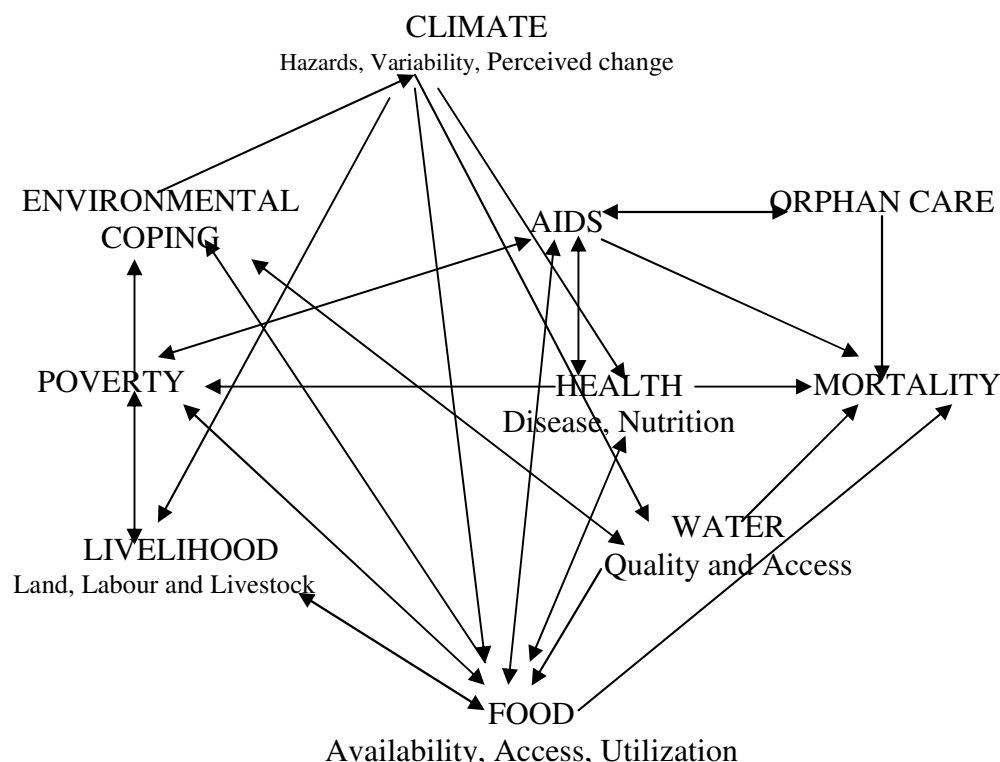 CLIMATE
Hazards, Variability, Perceived change
ENVIRONMENTAL
COPING
AIDS
ORPHAN CARE
POVERTY
HEALTH
Disease, Nutrition
MORTALITY
LIVELIHOOD
Land, Labour and Livestock
WATER
Quality and Access
FOOD
Availability, Access, Utilization